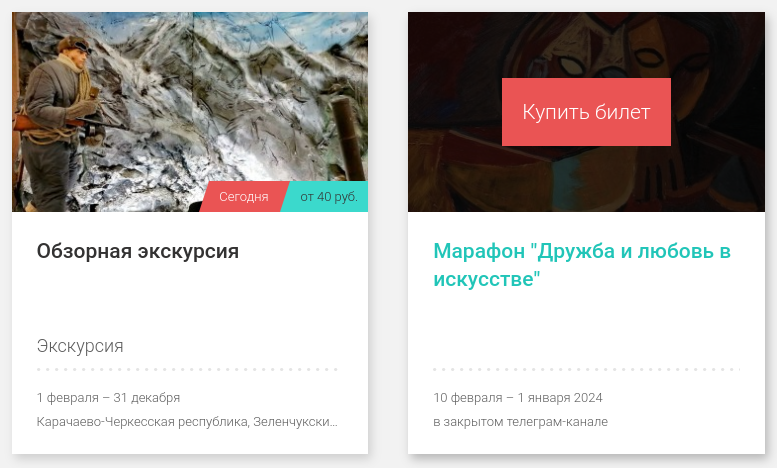 Сегодня
от 40 руб.
Обзорная экскурсия
Экскурсия
1 февраля – 31 декабря
Карачаево-Черкесская республика, Зеленчукски...
Купить билет
Марафон "Дружба и любовь в
искусстве"
10 февраля – 1 января 2024
в закрытом телеграм-канале